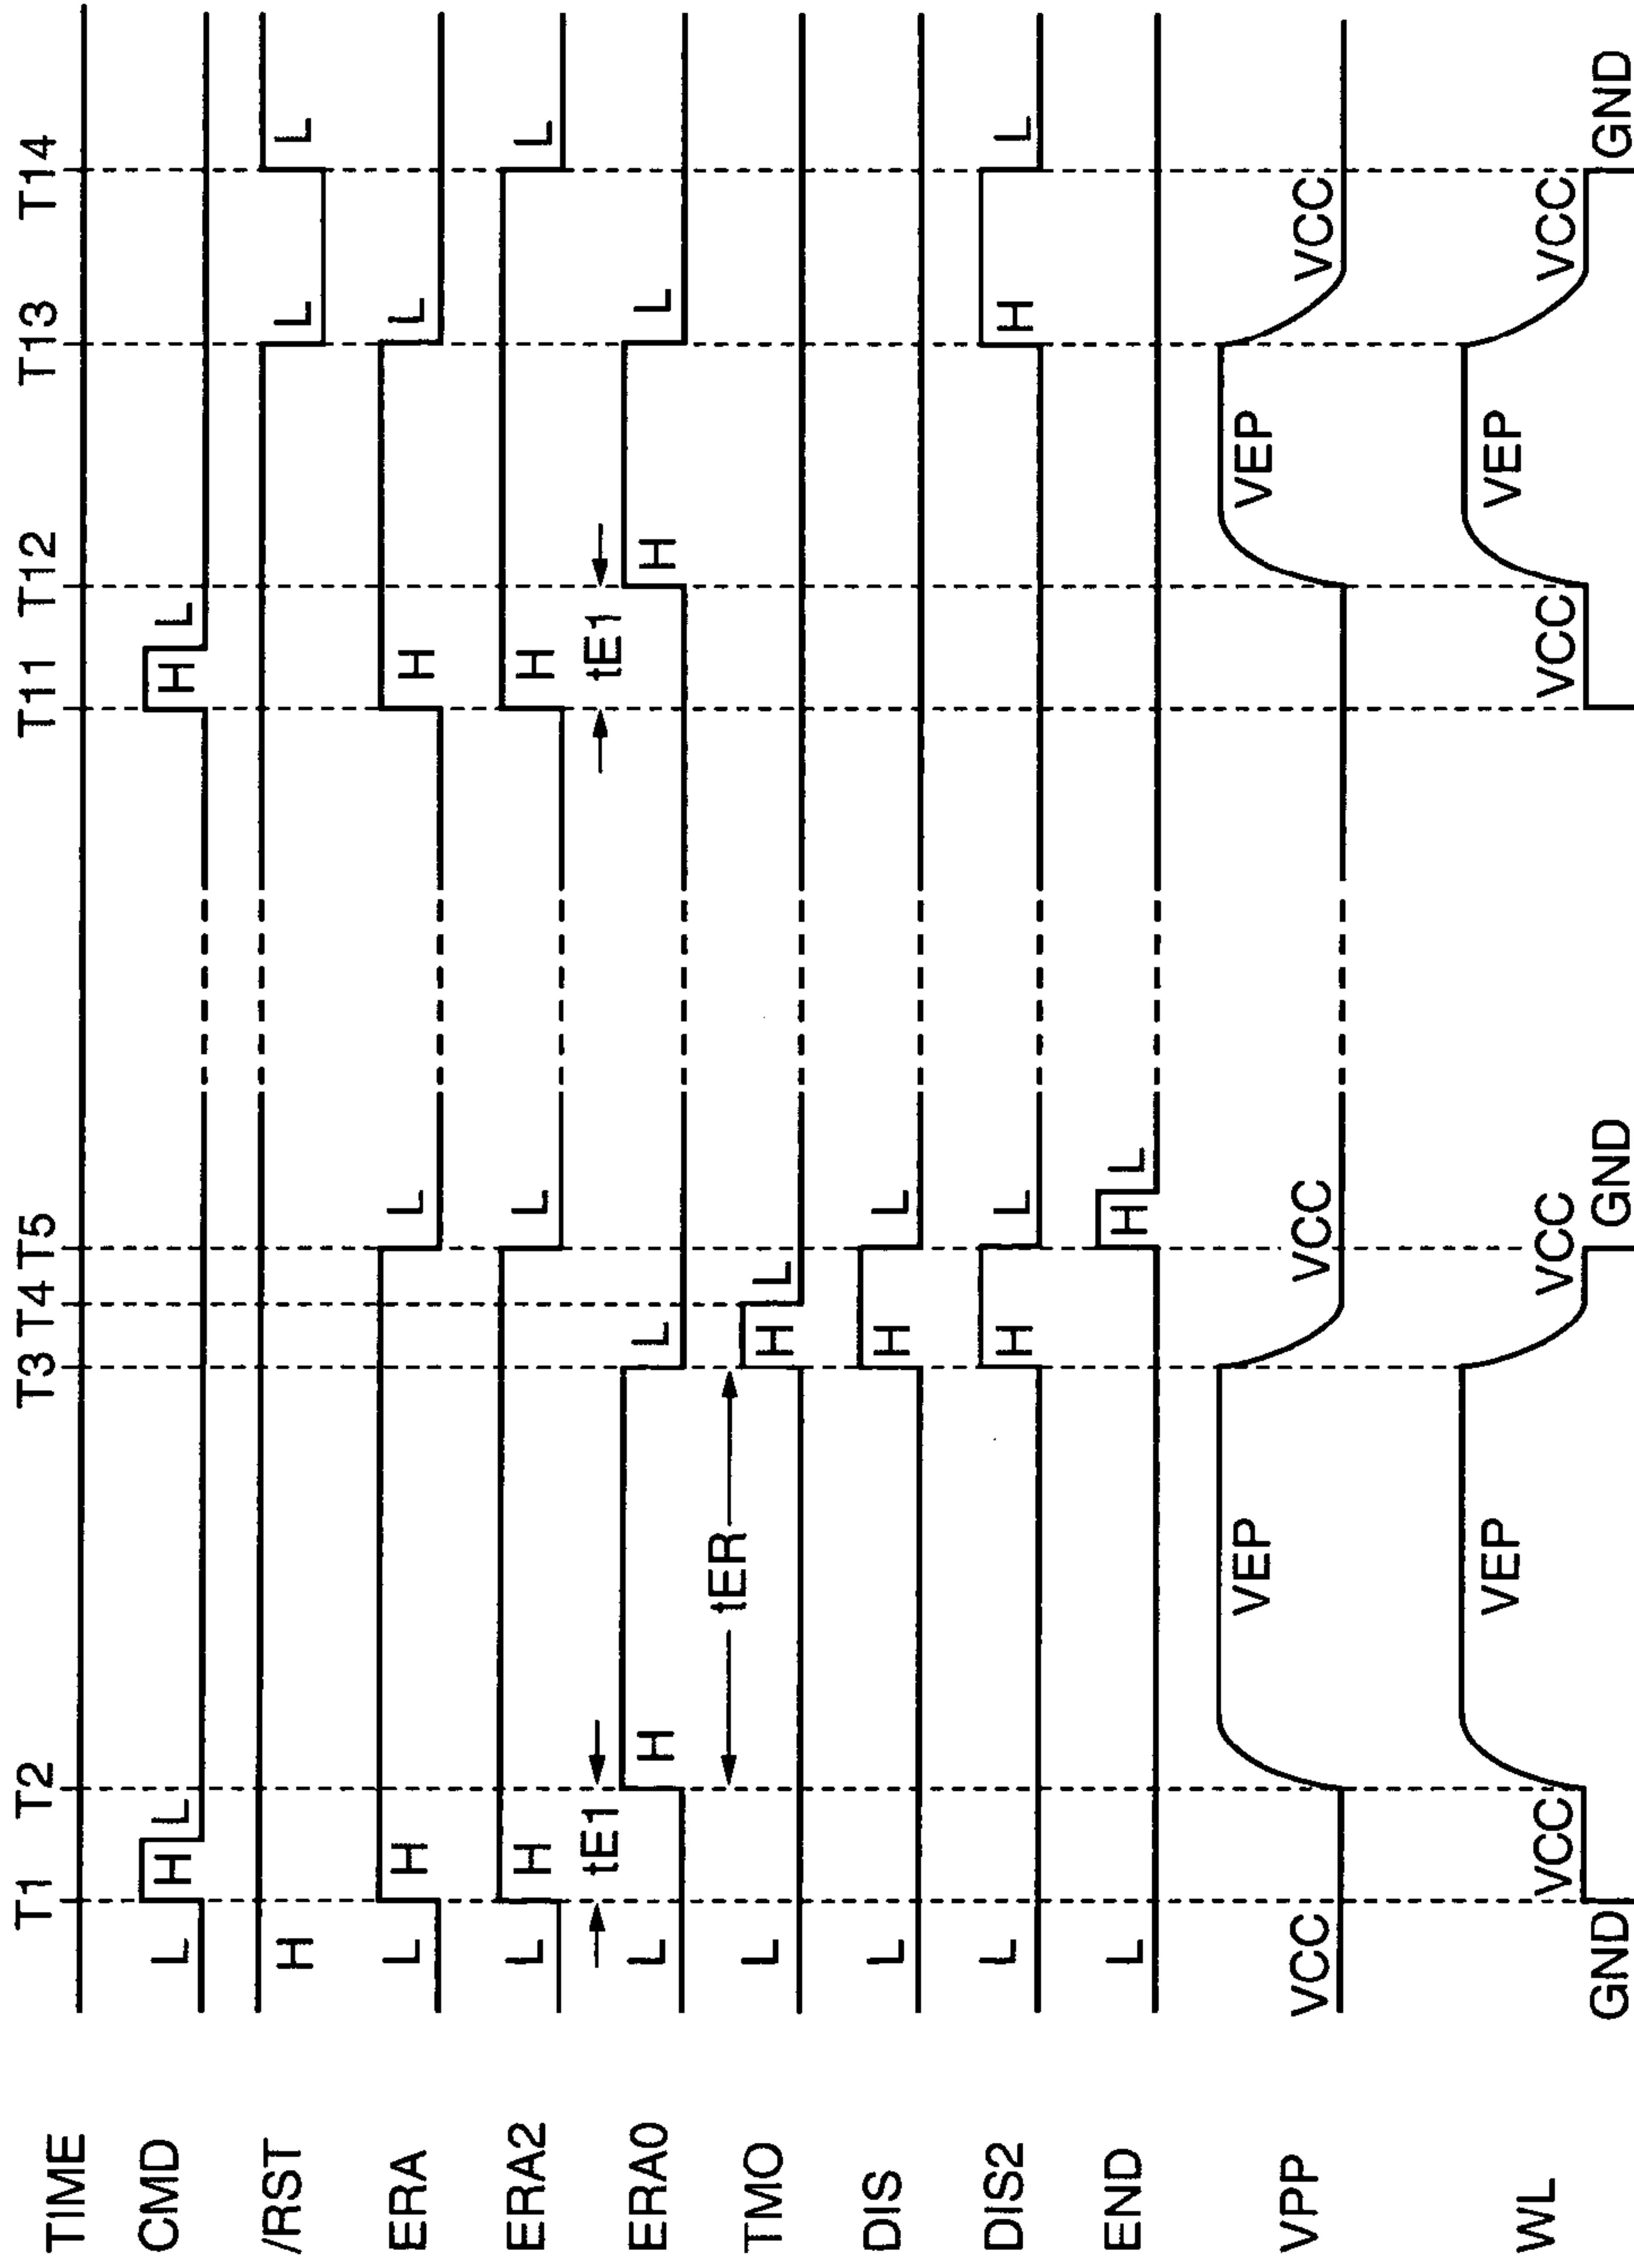 TIME T1 T2 T3 T4 T5 T11 T12 T13 T14
CMD L H L H L
/RST H L L
ERA L H L H L
ERA2 L H L H L
tE1 tE1
ERA0 L H L H L
tER
TMO L H L
DIS L H L
DIS2 L H L H L
END L H L
VPP VCC VEP VCC VEP VCC
WL GND VCC VEP VCC GND VCC VEP VCC GND